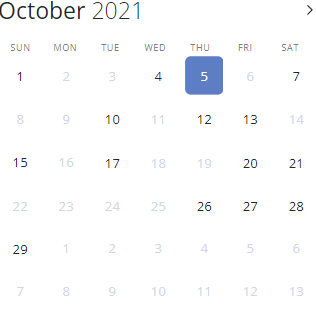 October 2021 >
SUN MON TUE WED THU FRI SAT
1 2 3 4 5 6 7
8 9 10 11 12 13 14
15 16 17 18 19 20 21
22 23 24 25 26 27 28
29 1 2 3 4 5 6
7 8 9 10 11 12 13